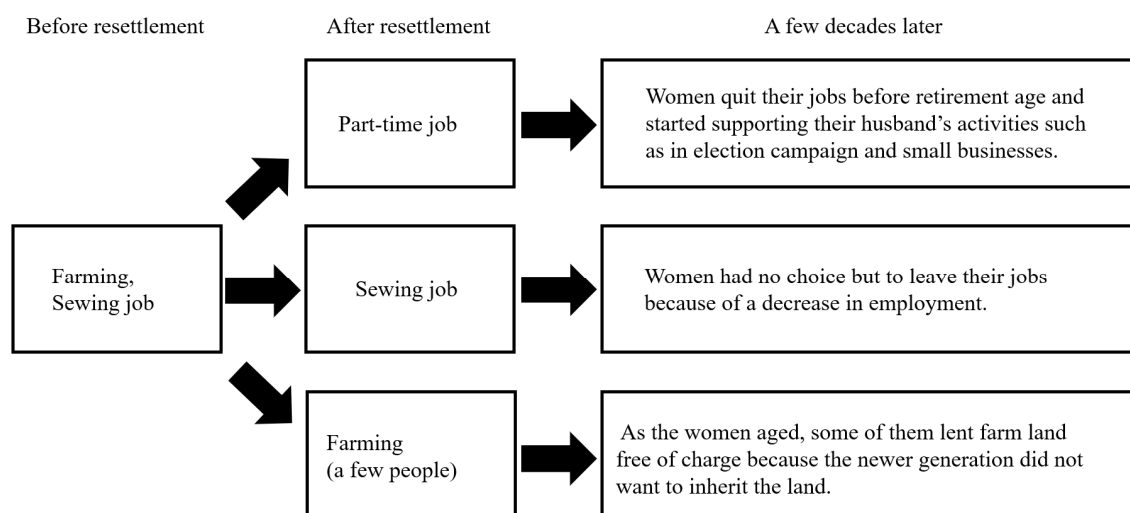 Before resettlement
After resettlement
A few decades later
Part-time job
Women quit their jobs before retirement age and
started supporting their husband's activities such
as in election campaign and small businesses.
Farming,
Sewing job
Sewing job
Women had no choice but to leave their jobs
because of a decrease in employment.
Farming
(a few people)
As the women aged, some of them lent farm land
free of charge because the newer generation did not
want to inherit the land.